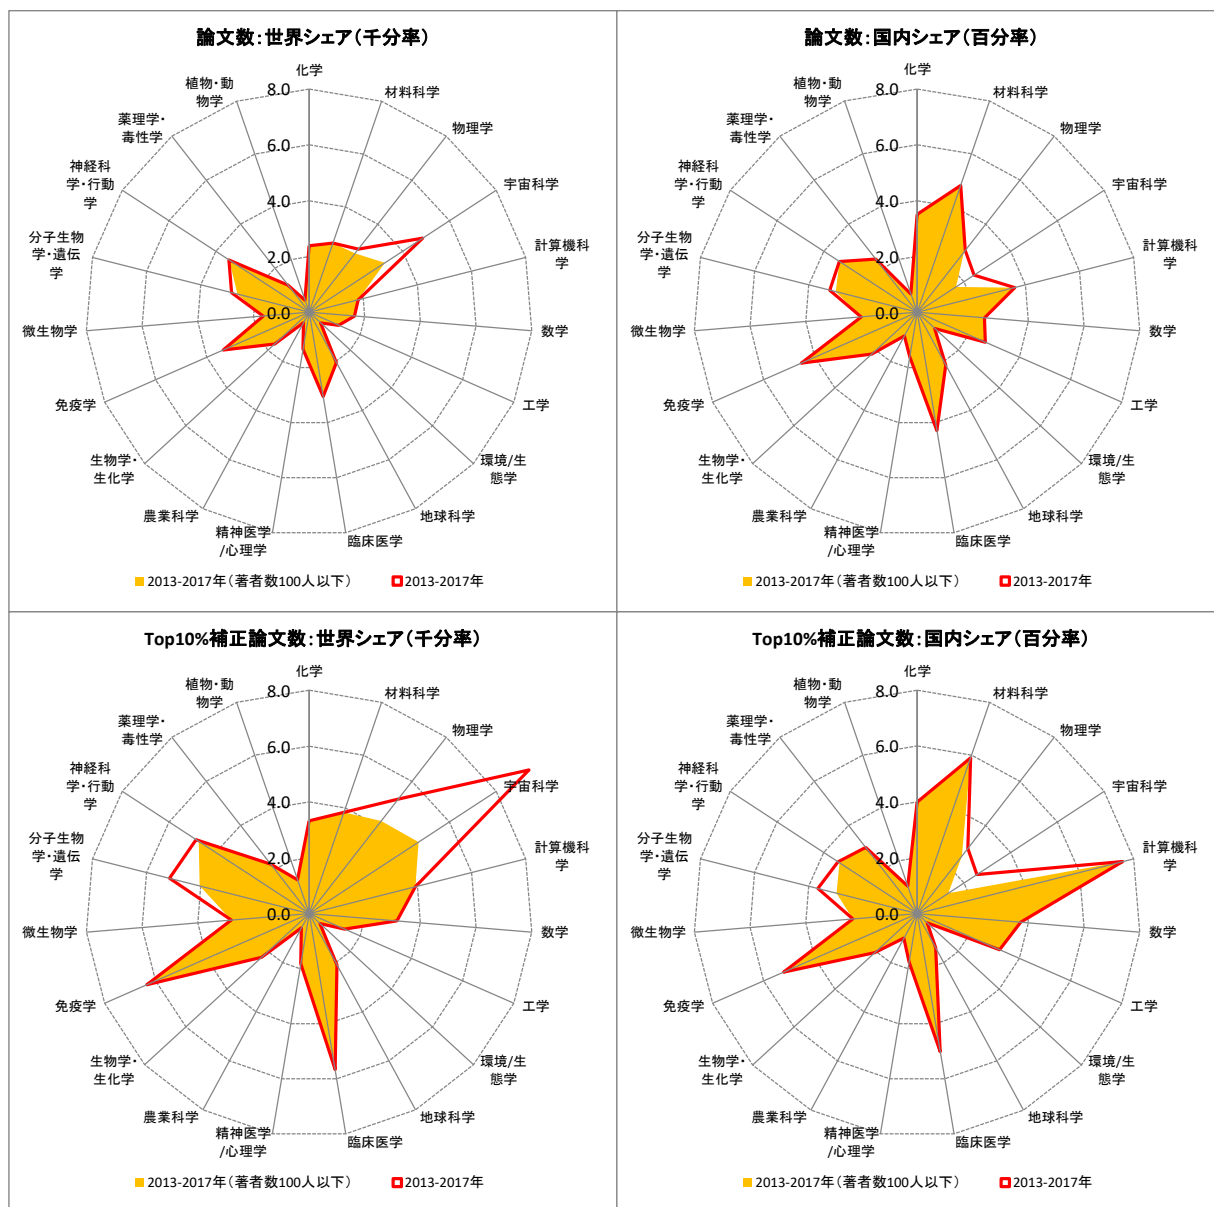 論文数：世界シェア（千分率）
化学
材料科学
物理学
宇宙科学
計算機科
学
数学
工学
環境/生
態学
地球科学
臨床医学
精神医学
/心理学
農業科学
生物学・
生化学
免疫学
微生物学
分子生物
学・遺伝
学
神経科
学・行動
学
薬理学・
毒性学
植物・動
物学
8.0
6.0
4.0
2.0
0.0
2013-2017年（著者数100人以下）
2013-2017年
論文数：国内シェア（百分率）
化学
材料科学
物理学
宇宙科学
計算機科
学
数学
工学
環境/生
態学
地球科学
臨床医学
精神医学
/心理学
農業科学
生物学・
生化学
免疫学
微生物学
分子生物
学・遺伝
学
神経科
学・行動
学
薬理学・
毒性学
植物・動
物学
8.0
6.0
4.0
2.0
0.0
2013-2017年（著者数100人以下）
2013-2017年
Top10%補正論文数：世界シェア（千分率）
化学
材料科学
物理学
宇宙科学
計算機科
学
数学
工学
環境/生
態学
地球科学
臨床医学
精神医学
/心理学
農業科学
生物学・
生化学
免疫学
微生物学
分子生物
学・遺伝
学
神経科
学・行動
学
薬理学・
毒性学
植物・動
物学
8.0
6.0
4.0
2.0
0.0
2013-2017年（著者数100人以下）
2013-2017年
Top10%補正論文数：国内シェア（百分率）
化学
材料科学
物理学
宇宙科学
計算機科
学
数学
工学
環境/生
態学
地球科学
臨床医学
精神医学
/心理学
農業科学
生物学・
生化学
免疫学
微生物学
分子生物
学・遺伝
学
神経科
学・行動
学
薬理学・
毒性学
植物・動
物学
8.0
6.0
4.0
2.0
0.0
2013-2017年（著者数100人以下）
2013-2017年